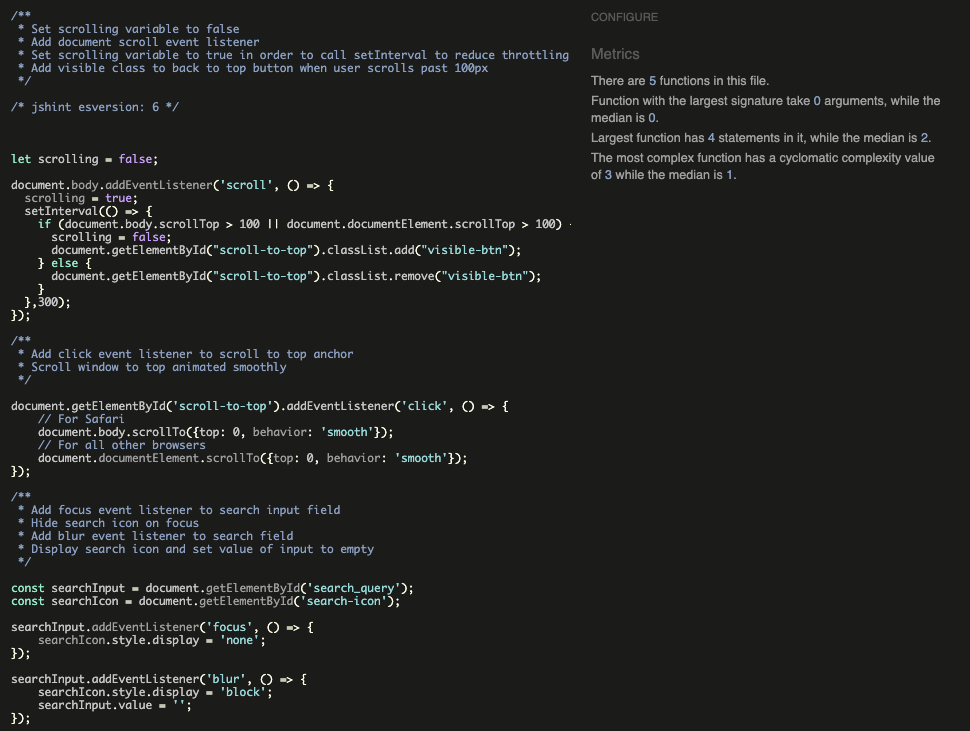 /**
 * Set scrolling variable to false
 * Add document scroll event listener
 * Set scrolling variable to true in order to call setInterval to reduce throttling
 * Add visible class to back to top button when user scrolls past 100px
 */

/* jshint esversion: 6 */

let scrolling = false;

document.body.addEventListener('scroll', () => {
  scrolling = true;
  setInterval(() => {
    if (document.body.scrollTop > 100 || document.documentElement.scrollTop > 100)
      scrolling = false;
      document.getElementById("scroll-to-top").classList.add("visible-btn");
    } else {
      document.getElementById("scroll-to-top").classList.remove("visible-btn");
    }
  },300);
});

/**
 * Add click event listener to scroll to top anchor
 * Scroll window to top animated smoothly
 */

document.getElementById('scroll-to-top').addEventListener('click', () => {
    // For Safari
    document.body.scrollTo({top: 0, behavior: 'smooth'});
    // For all other browsers
    document.documentElement.scrollTo({top: 0, behavior: 'smooth'});
});

/**
 * Add focus event listener to search input field
 * Hide search icon on focus
 * Add blur event listener to search field
 * Display search icon and set value of input to empty
 */

const searchInput = document.getElementById('search_query');
const searchIcon = document.getElementById('search-icon');

searchInput.addEventListener('focus', () => {
    searchIcon.style.display = 'none';
});

searchInput.addEventListener('blur', () => {
    searchIcon.style.display = 'block';
    searchInput.value = '';
});

CONFIGURE
Metrics
There are 5 functions in this file.
Function with the largest signature take 0 arguments, while the
median is 0.
Largest function has 4 statements in it, while the median is 2.
The most complex function has a cyclomatic complexity value
of 3 while the median is 1.